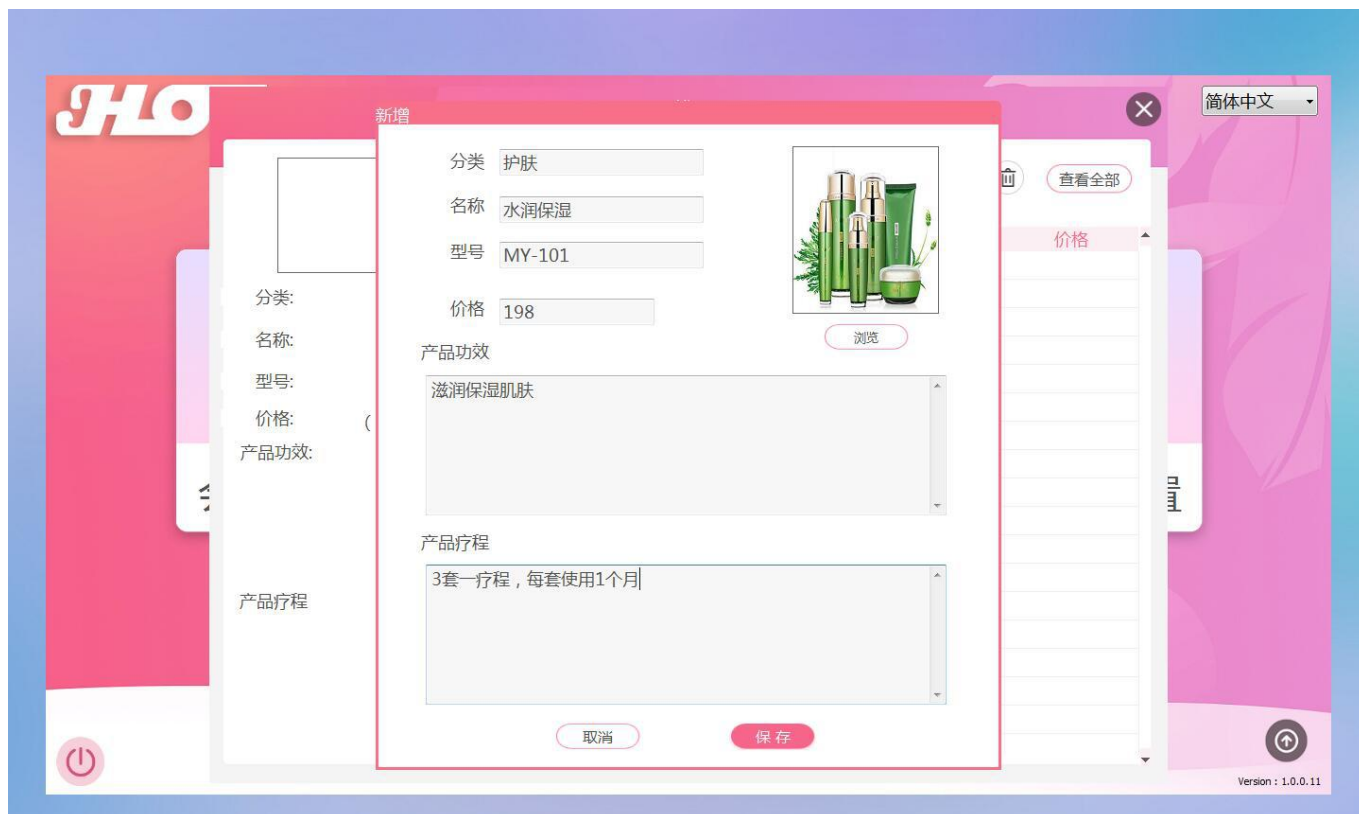 简体中文
新增
分类 护肤
名称 水润保湿
型号 MY-101
价格 198
浏览
产品功效
滋润保湿肌肤
产品疗程
3套一疗程，每套使用1个月
取消
保存
查看全部
价格
分类:
名称:
型号:
价格: (
产品功效:
产品疗程
置
Version : 1.0.0.11